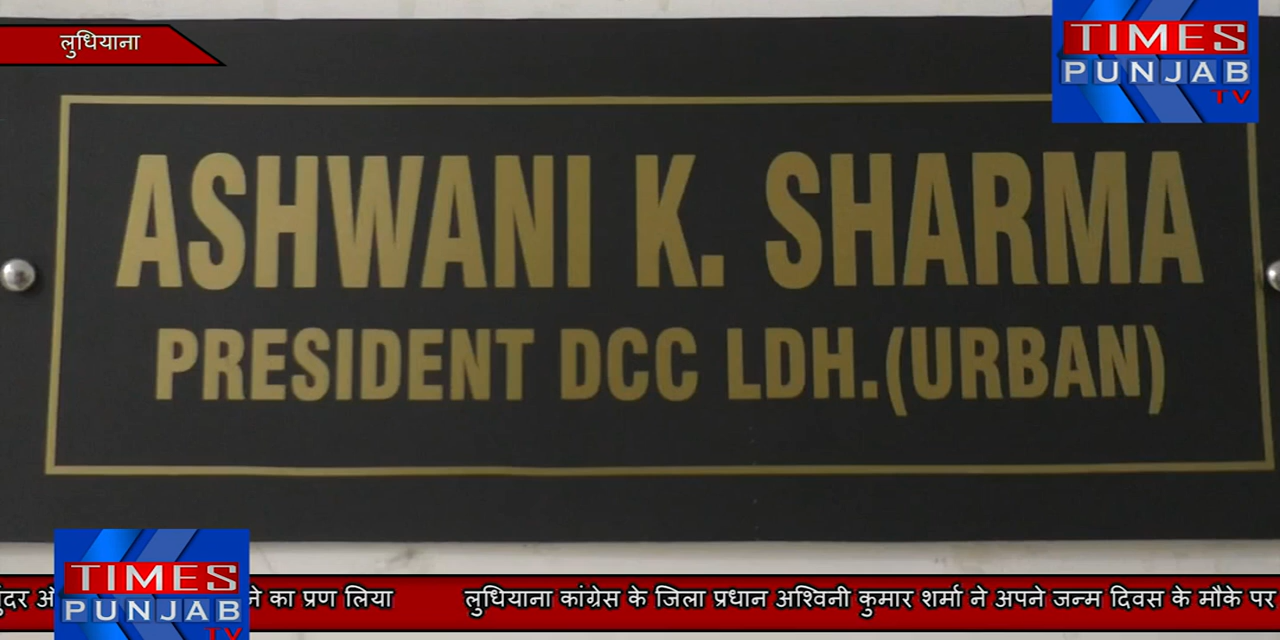 लुधियाना
TIMES
PUNJAB
TV
ASHWANI K. SHARMA
PRESIDENT DCC LDH.(URBAN)
TIMES
PUNJAB
TV
का प्रण लिया लुधियाना कांग्रेस के जिला प्रधान अश्विनी कुमार शर्मा ने अपने जन्म दिवस के मौके पर